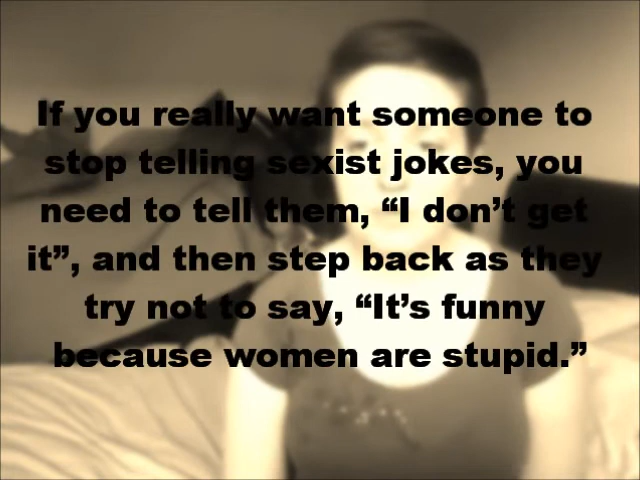 If you really want someone to
stop telling sexist jokes, you
need to tell them, “I don’t get
it”, and then step back as they
try not to say, “It’s funny
because women are stupid.”